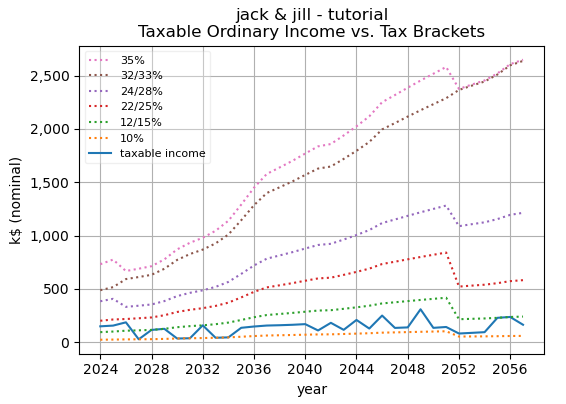 jack & jill - tutorial
Taxable Ordinary Income vs. Tax Brackets
35%
32/33%
24/28%
22/25%
12/15%
10%
taxable income
k$ (nominal)
2,500
2,000
1,500
1,000
500
0
2024 2028 2032 2036 2040 2044 2048 2052 2056
year